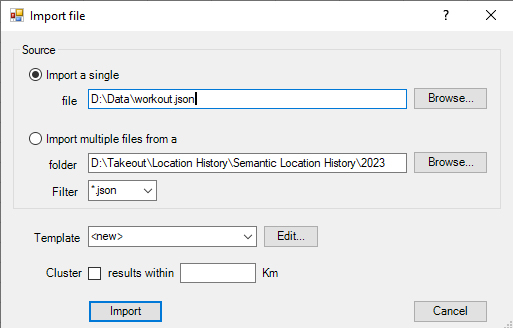 Import file
Source
Import a single
file D:\Data\workout.json Browse...
Import multiple files from a
folder D:\Takeout\Location History\Semantic Location History\2023 Browse...
Filter *.json
Template <new> Edit...
Cluster results within Km
Import Cancel